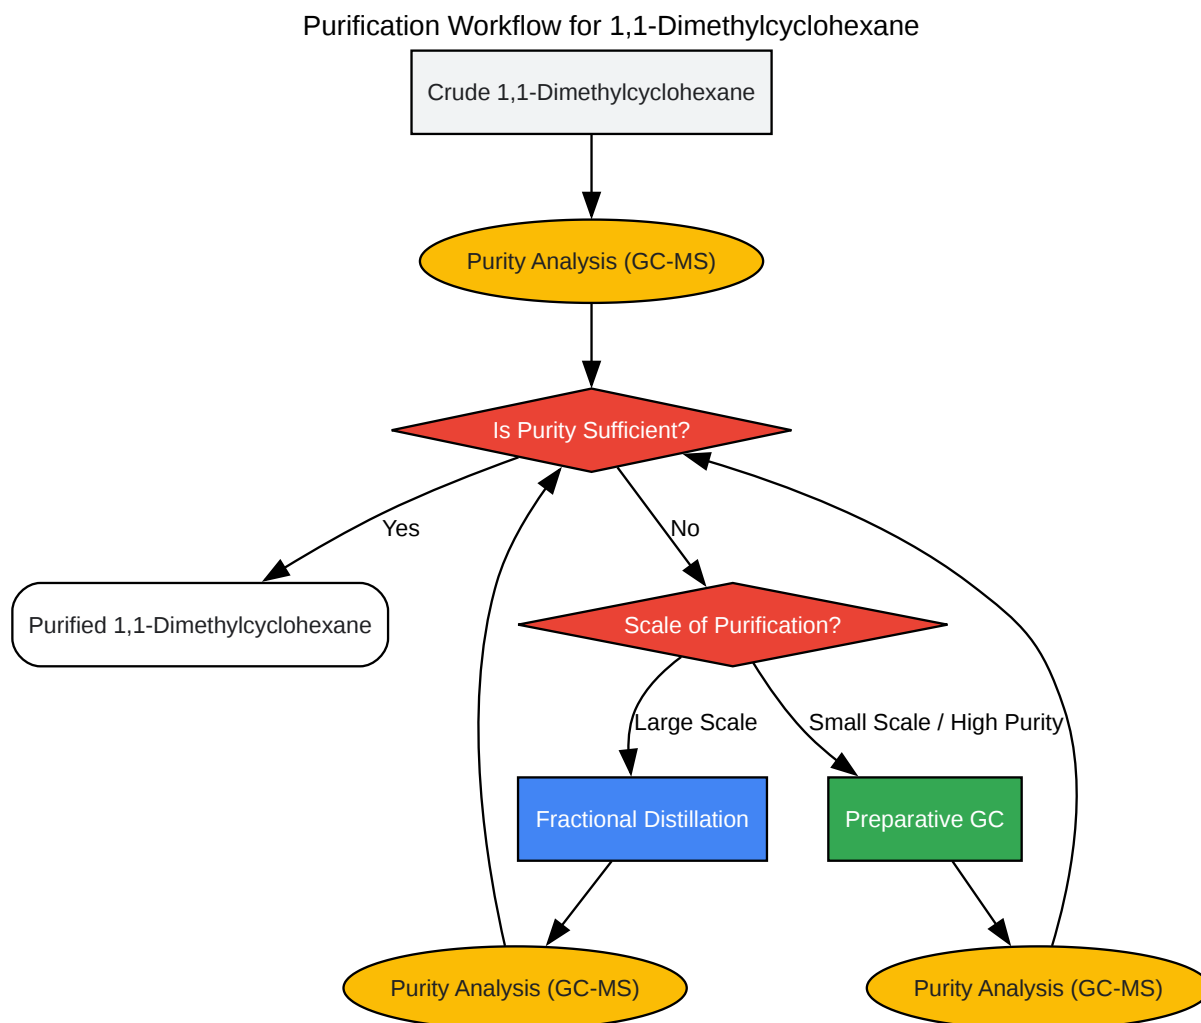 Purification Workflow for 1,1-Dimethylcyclohexane
Crude 1,1-Dimethylcyclohexane
Purity Analysis (GC-MS)
Is Purity Sufficient?
Yes
No
Purified 1,1-Dimethylcyclohexane
Scale of Purification?
Large Scale
Small Scale / High Purity
Fractional Distillation
Preparative GC
Purity Analysis (GC-MS)
Purity Analysis (GC-MS)